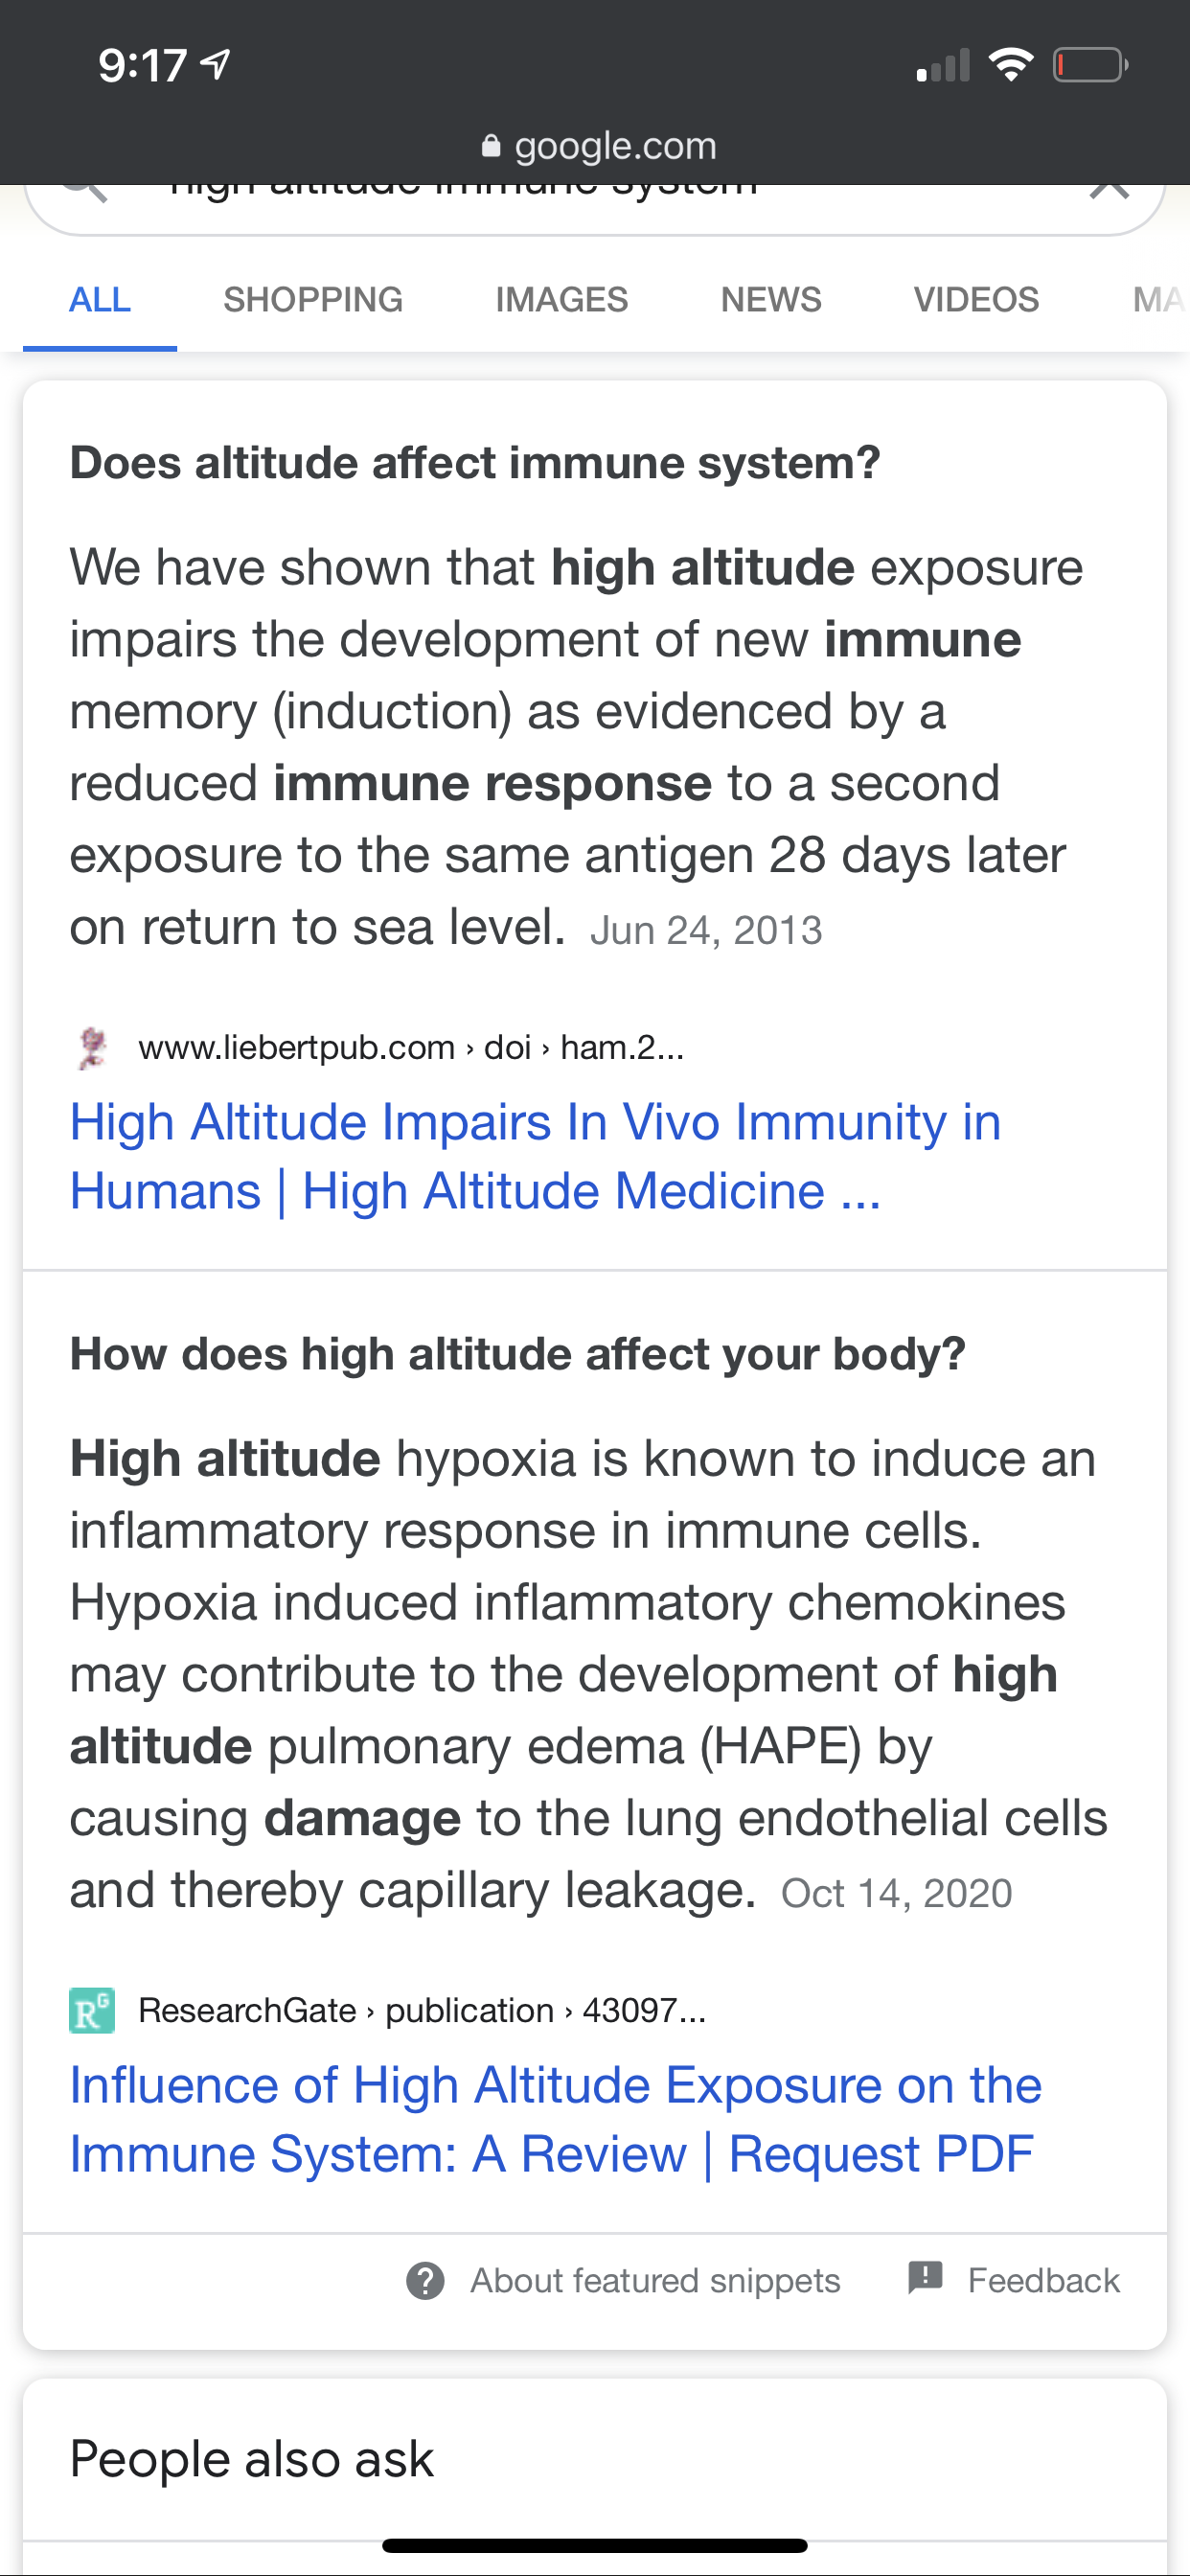 9:17
google.com
high altitude immune system
ALL SHOPPING IMAGES NEWS VIDEOS MA
Does altitude affect immune system?
We have shown that high altitude exposure
impairs the development of new immune
memory (induction) as evidenced by a
reduced immune response to a second
exposure to the same antigen 28 days later
on return to sea level. Jun 24, 2013
www.liebertpub.com › doi › ham.2...
High Altitude Impairs In Vivo Immunity in
Humans | High Altitude Medicine ...
How does high altitude affect your body?
High altitude hypoxia is known to induce an
inflammatory response in immune cells.
Hypoxia induced inflammatory chemokines
may contribute to the development of high
altitude pulmonary edema (HAPE) by
causing damage to the lung endothelial cells
and thereby capillary leakage. Oct 14, 2020
RG ResearchGate › publication › 43097...
Influence of High Altitude Exposure on the
Immune System: A Review | Request PDF
? About featured snippets ! Feedback
People also ask